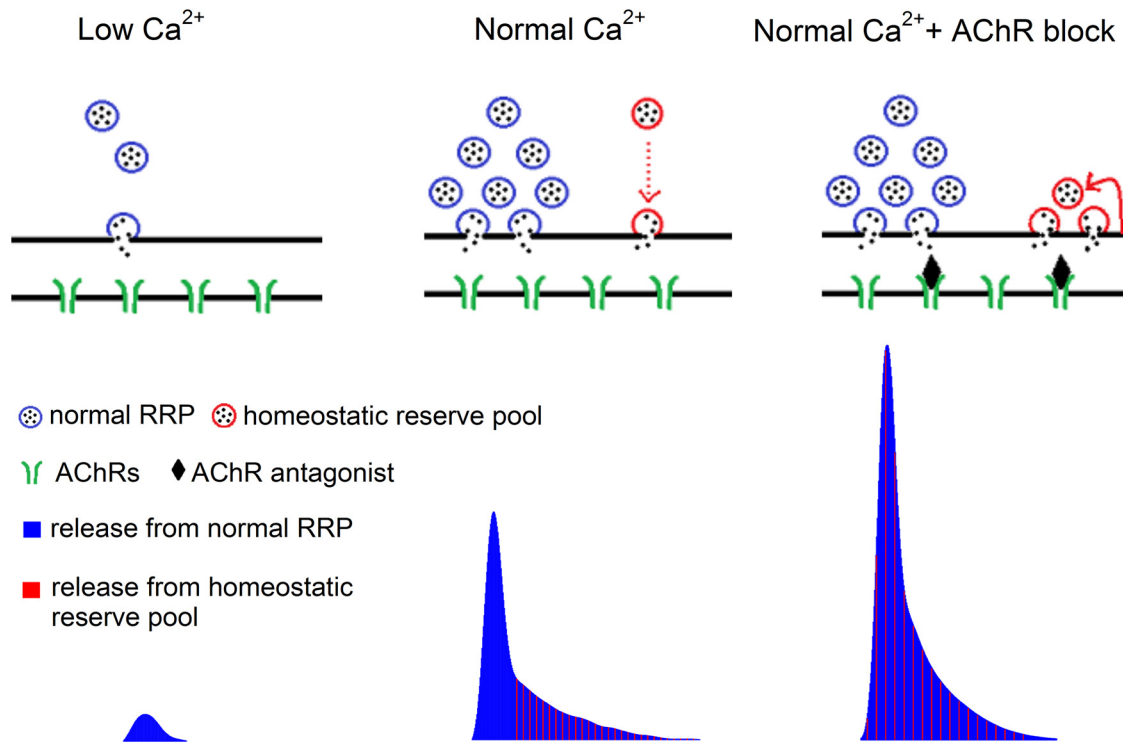 Low Ca²⁺
Normal Ca²⁺
Normal Ca²⁺+ AChR block
normal RRP
homeostatic reserve pool
AChRs
AChR antagonist
release from normal RRP
release from homeostatic
reserve pool